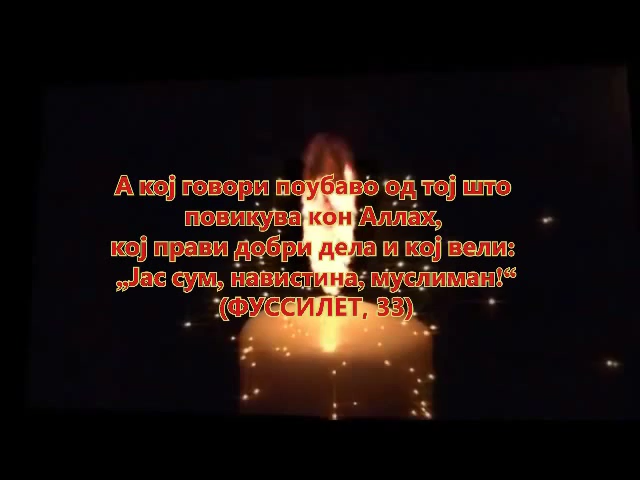 А кој говори поубаво од тој што
повикува кон Аллах,
кој прави добри дела и кој вели:
„Јас сум, навистина, муслиман!“
(ФУССИЛЕТ, 33)